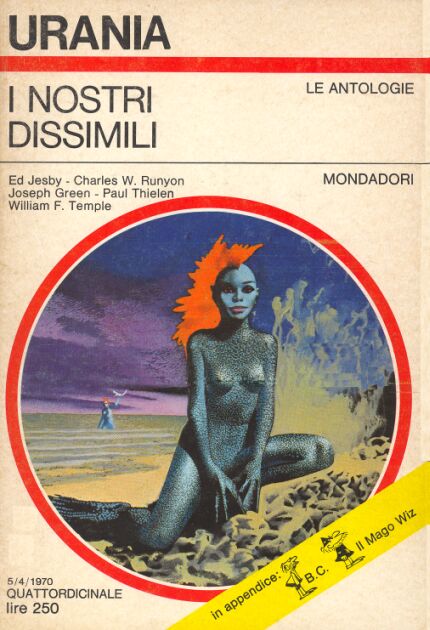 URANIA
I NOSTRI
DISSIMILI
LE ANTOLOGIE
Ed Jesby - Charles W. Runyon
Joseph Green - Paul Thielen
William F. Temple
MONDADORI
5/4/1970
QUATTORDICINALE
lire 250
in appendice: B.C. Il Mago Wiz